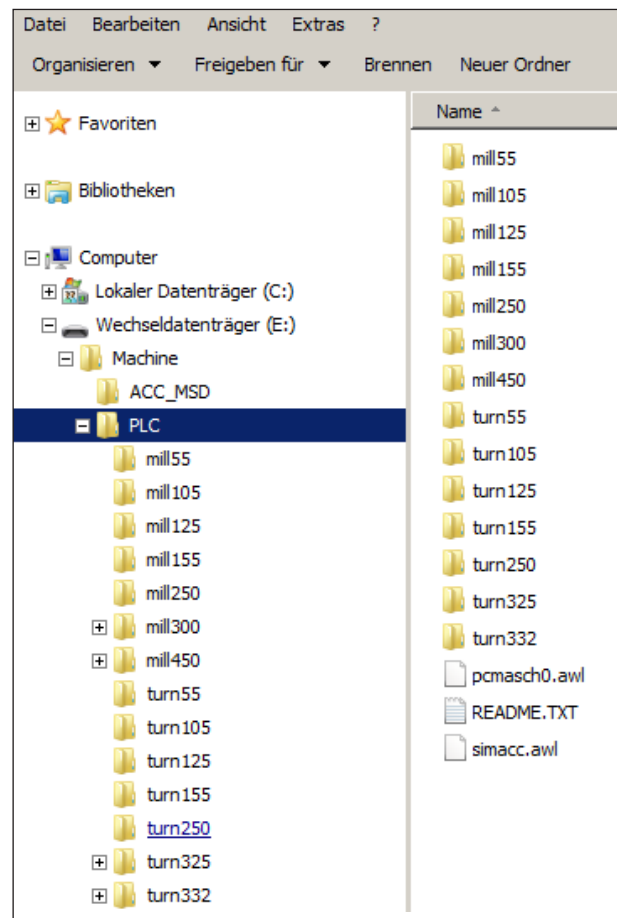 Datei Bearbeiten Ansicht Extras ?
Organisieren Freigeben für Brennen Neuer Ordner
Favoriten
Bibliotheken
Computer
Lokaler Datenträger (C:)
Wechseldatenträger (E:)
Machine
ACC_MSD
PLC
mill55
mill105
mill125
mill155
mill250
mill300
mill450
turn55
turn105
turn125
turn155
turn250
turn325
turn332
Name
mill55
mill105
mill125
mill155
mill250
mill300
mill450
turn55
turn105
turn125
turn155
turn250
turn325
turn332
pcmasch0.awl
README.TXT
simacc.awl